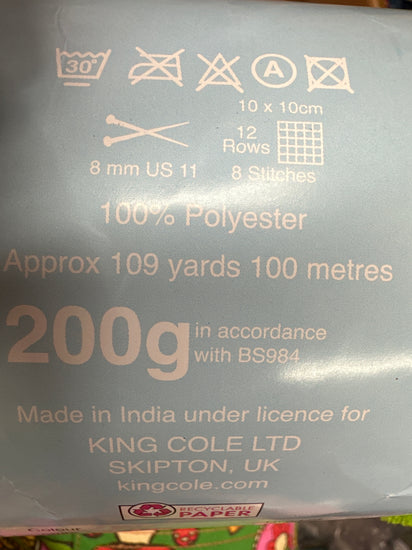 30°
A
10 x 10cm
12
Rows
8 mm US 11
8 Stitches
100% Polyester
Approx 109 yards 100 metres
200g
in accordance
with BS984
Made in India under licence for
KING COLE LTD
SKIPTON, UK
kingcole.com
RECYCLABLE
PAPER
Colour